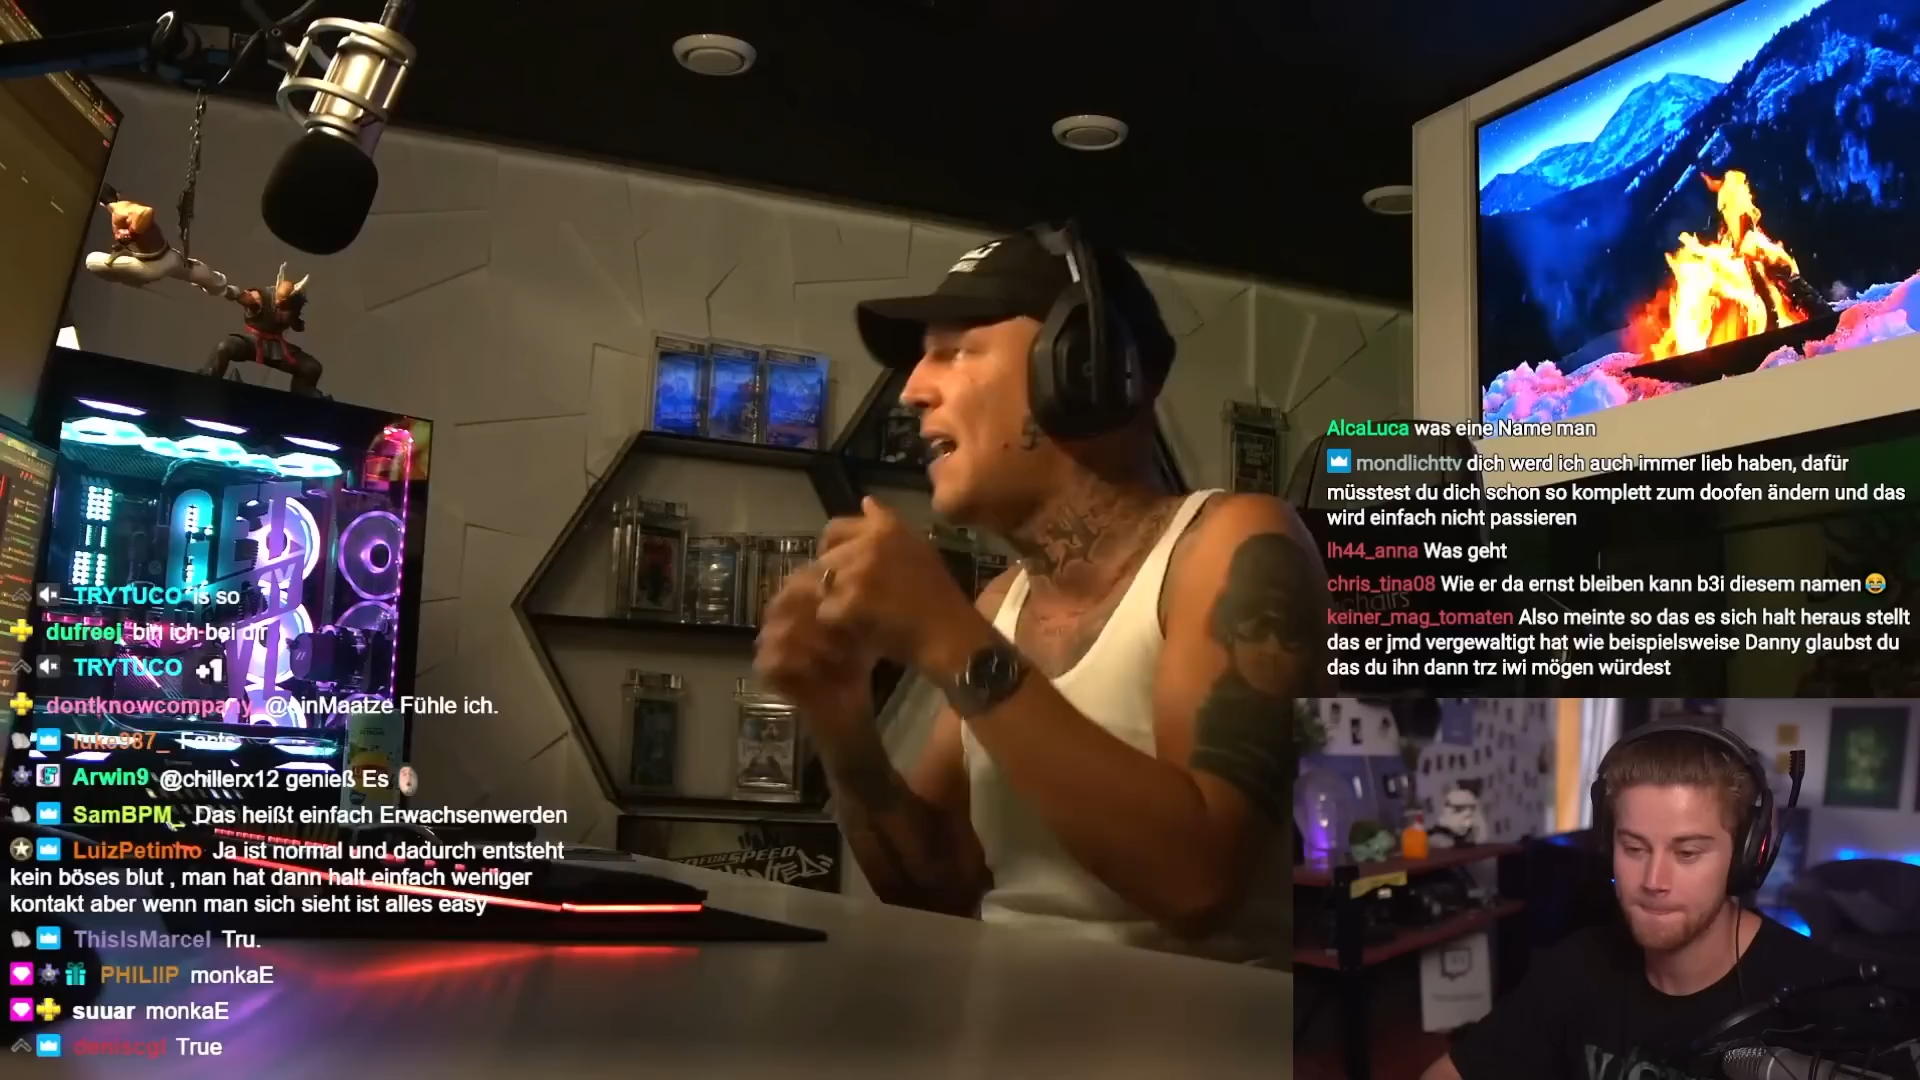 AlcaLuca was eine Name man
mondlichttv dich werd ich auch immer lieb haben, dafür
müsstest du dich schon so komplett zum doofen ändern und das
wird einfach nicht passieren
lh44_anna Was geht
chris_tina08 Wie er da ernst bleiben kann b3i diesem namen😂
keiner_mag_tomaten Also meinte so das es sich halt heraus stellt
das er jmd vergewaltigt hat wie beispielsweise Danny glaubst du
das du ihn dann trz iwi mögen würdest
TRYTUCO is so
dufreej bin ich bei dir
TRYTUCO +1
dontknowcompany_ @einMaatze Fühle ich.
luke987_ Facts
Arwin9 @chillerx12 genieß Es
SamBPM_ Das heißt einfach Erwachsenwerden
LuizPetinho Ja ist normal und dadurch entsteht
kein böses blut , man hat dann halt einfach weniger
kontakt aber wenn man sich sieht ist alles easy
ThisIsMarcel Tru.
PHILIIP monkaE
suuar monkaE
deniscgt True